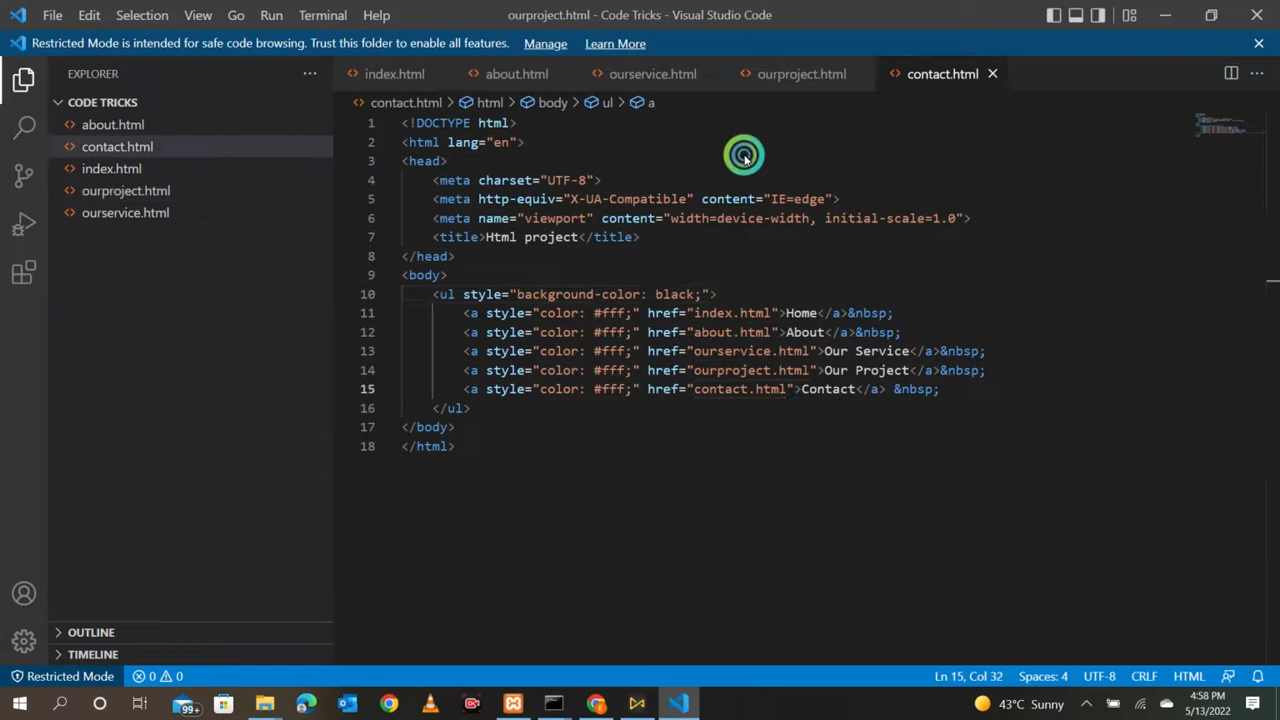 File Edit Selection View Go Run Terminal Help ourproject.html - Code Tricks - Visual Studio Code
Restricted Mode is intended for safe code browsing. Trust this folder to enable all features. Manage Learn More
EXPLORER
CODE TRICKS
about.html
contact.html
index.html
ourproject.html
ourservice.html
OUTLINE
TIMELINE
index.html about.html ourservice.html ourproject.html contact.html
contact.html > html > body > ul > a
1 <!DOCTYPE html>
2 <html lang="en">
3 <head>
4 <meta charset="UTF-8">
5 <meta http-equiv="X-UA-Compatible" content="IE=edge">
6 <meta name="viewport" content="width=device-width, initial-scale=1.0">
7 <title>Html project</title>
8 </head>
9 <body>
10 <ul style="background-color: black;">
11 <a style="color: #fff;" href="index.html">Home</a>&nbsp;
12 <a style="color: #fff;" href="about.html">About</a>&nbsp;
13 <a style="color: #fff;" href="ourservice.html">Our Service</a>&nbsp;
14 <a style="color: #fff;" href="ourproject.html">Our Project</a>&nbsp;
15 <a style="color: #fff;" href="contact.html">Contact</a> &nbsp;
16 </ul>
17 </body>
18 </html>
Restricted Mode 0 0 Ln 15, Col 32 Spaces: 4 UTF-8 CRLF HTML
99+ 43°C Sunny 4:58 PM
5/13/2022